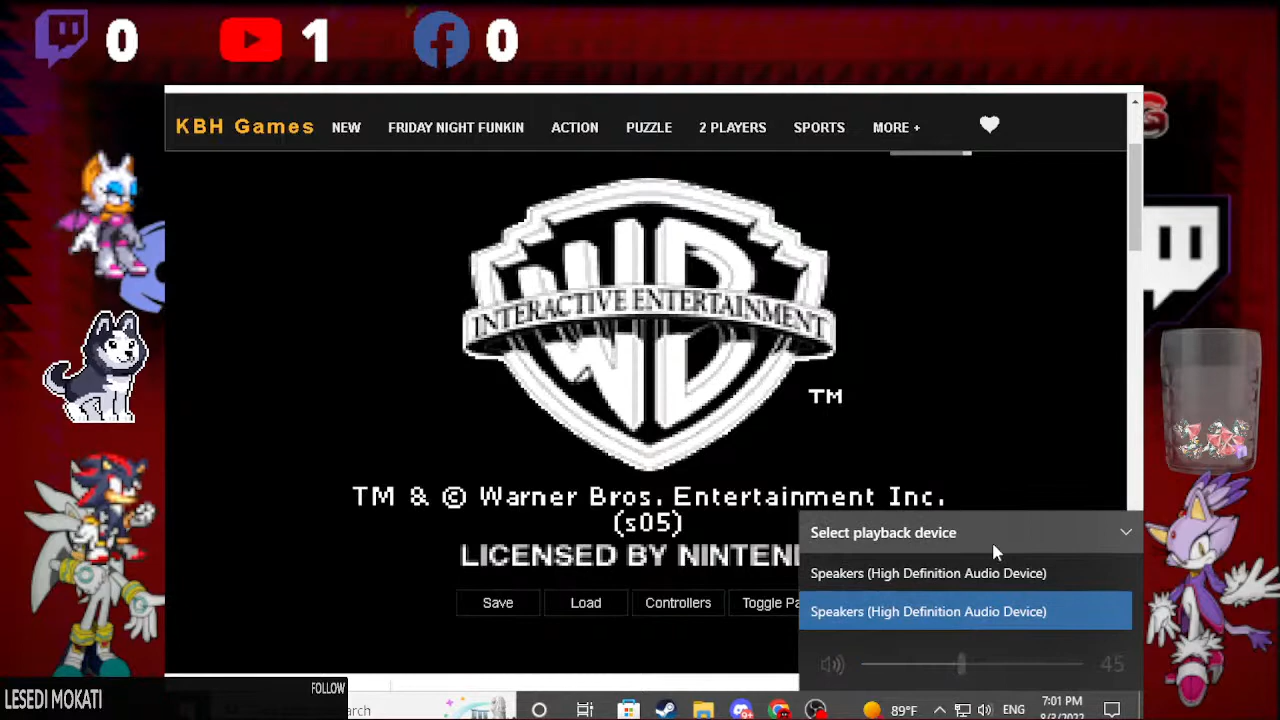 0 1 0
KBH Games NEW FRIDAY NIGHT FUNKIN ACTION PUZZLE 2 PLAYERS SPORTS MORE +
WB
INTERACTIVE ENTERTAINMENT
TM
TM & © Warner Bros. Entertainment Inc.
(s05)
LICENSED BY NINTEN
Select playback device
Speakers (High Definition Audio Device)
Speakers (High Definition Audio Device)
Save Load Controllers Toggle Pa
45
LESEDI MOKATI
FOLLOW
arch
89°F
ENG
7:01 PM